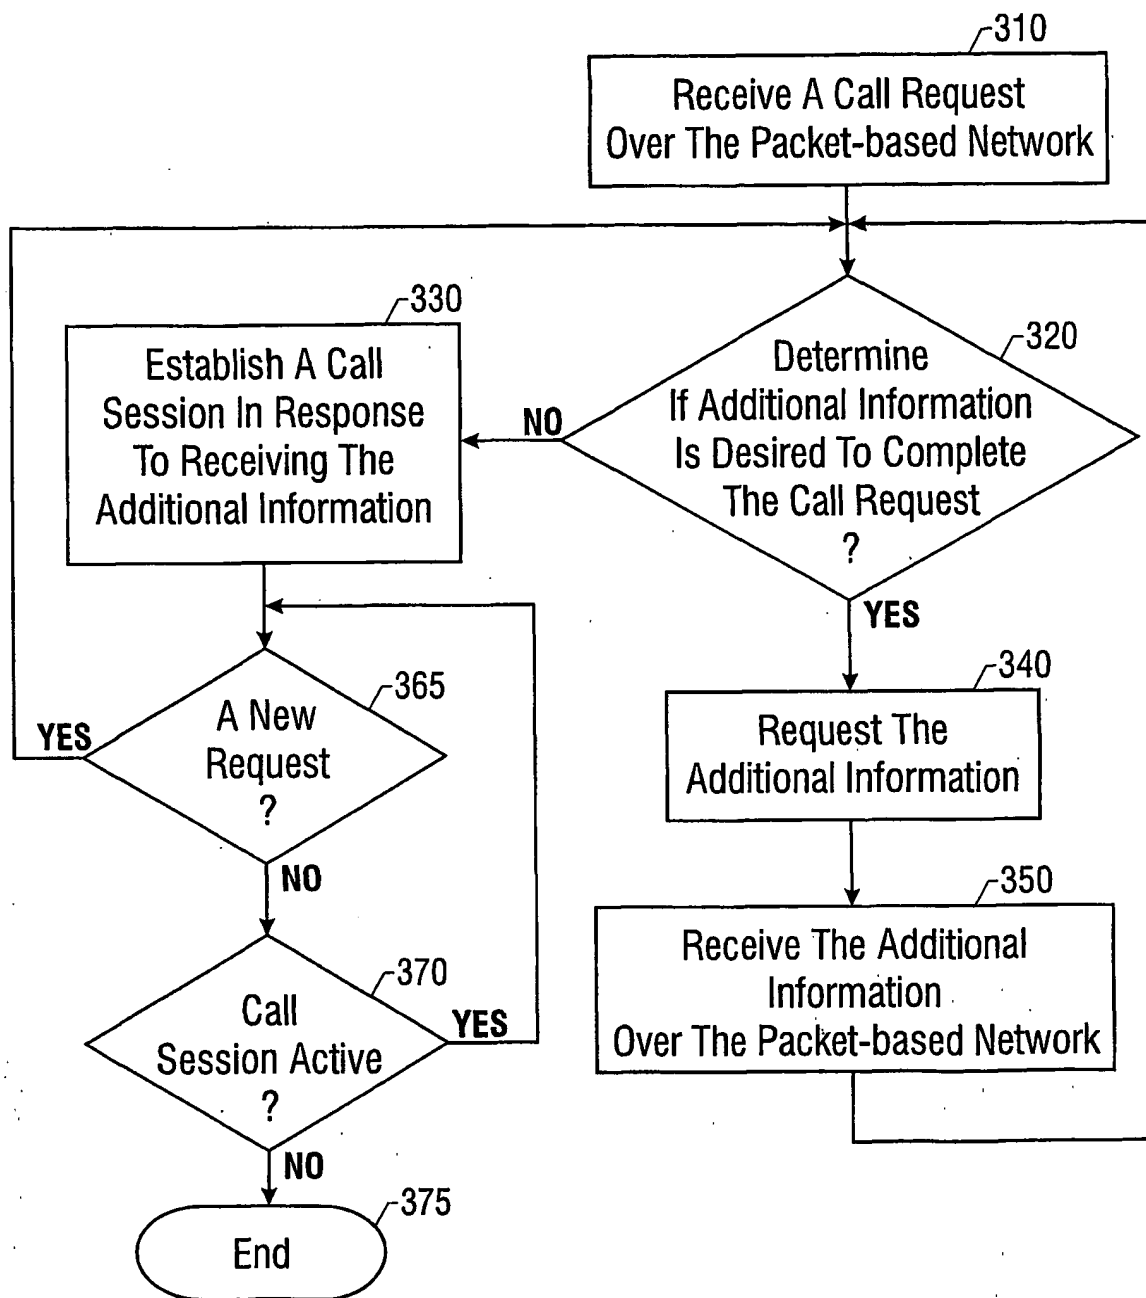 310
Receive A Call Request
Over The Packet-based Network
320
Determine
If Additional Information
Is Desired To Complete
The Call Request
?
NO
YES
330
Establish A Call
Session In Response
To Receiving The
Additional Information
340
Request The
Additional Information
350
Receive The Additional
Information
Over The Packet-based Network
365
A New
Request
?
YES
NO
370
Call
Session Active
?
YES
NO
375
End